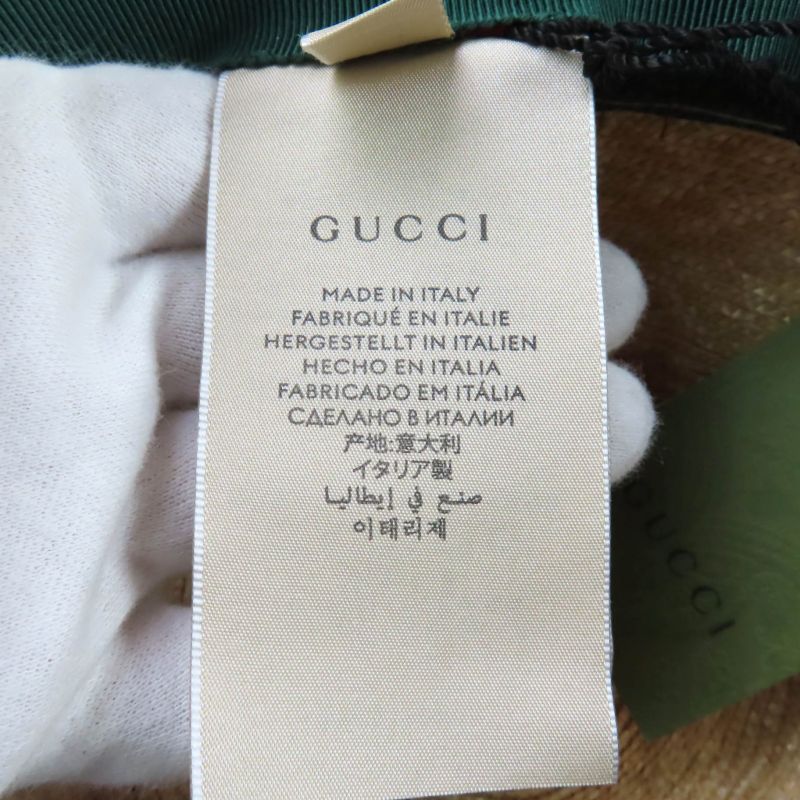 GUCCI
MADE IN ITALY
FABRIQUÉ EN ITALIE
HERGESTELLT IN ITALIEN
HECHO EN ITALIA
FABRICADO EM ITÁLIA
СДЕЛАНО В ИТАЛИИ
产地:意大利
イタリア製
صنع في إيطاليا
이태리제
GUCCI